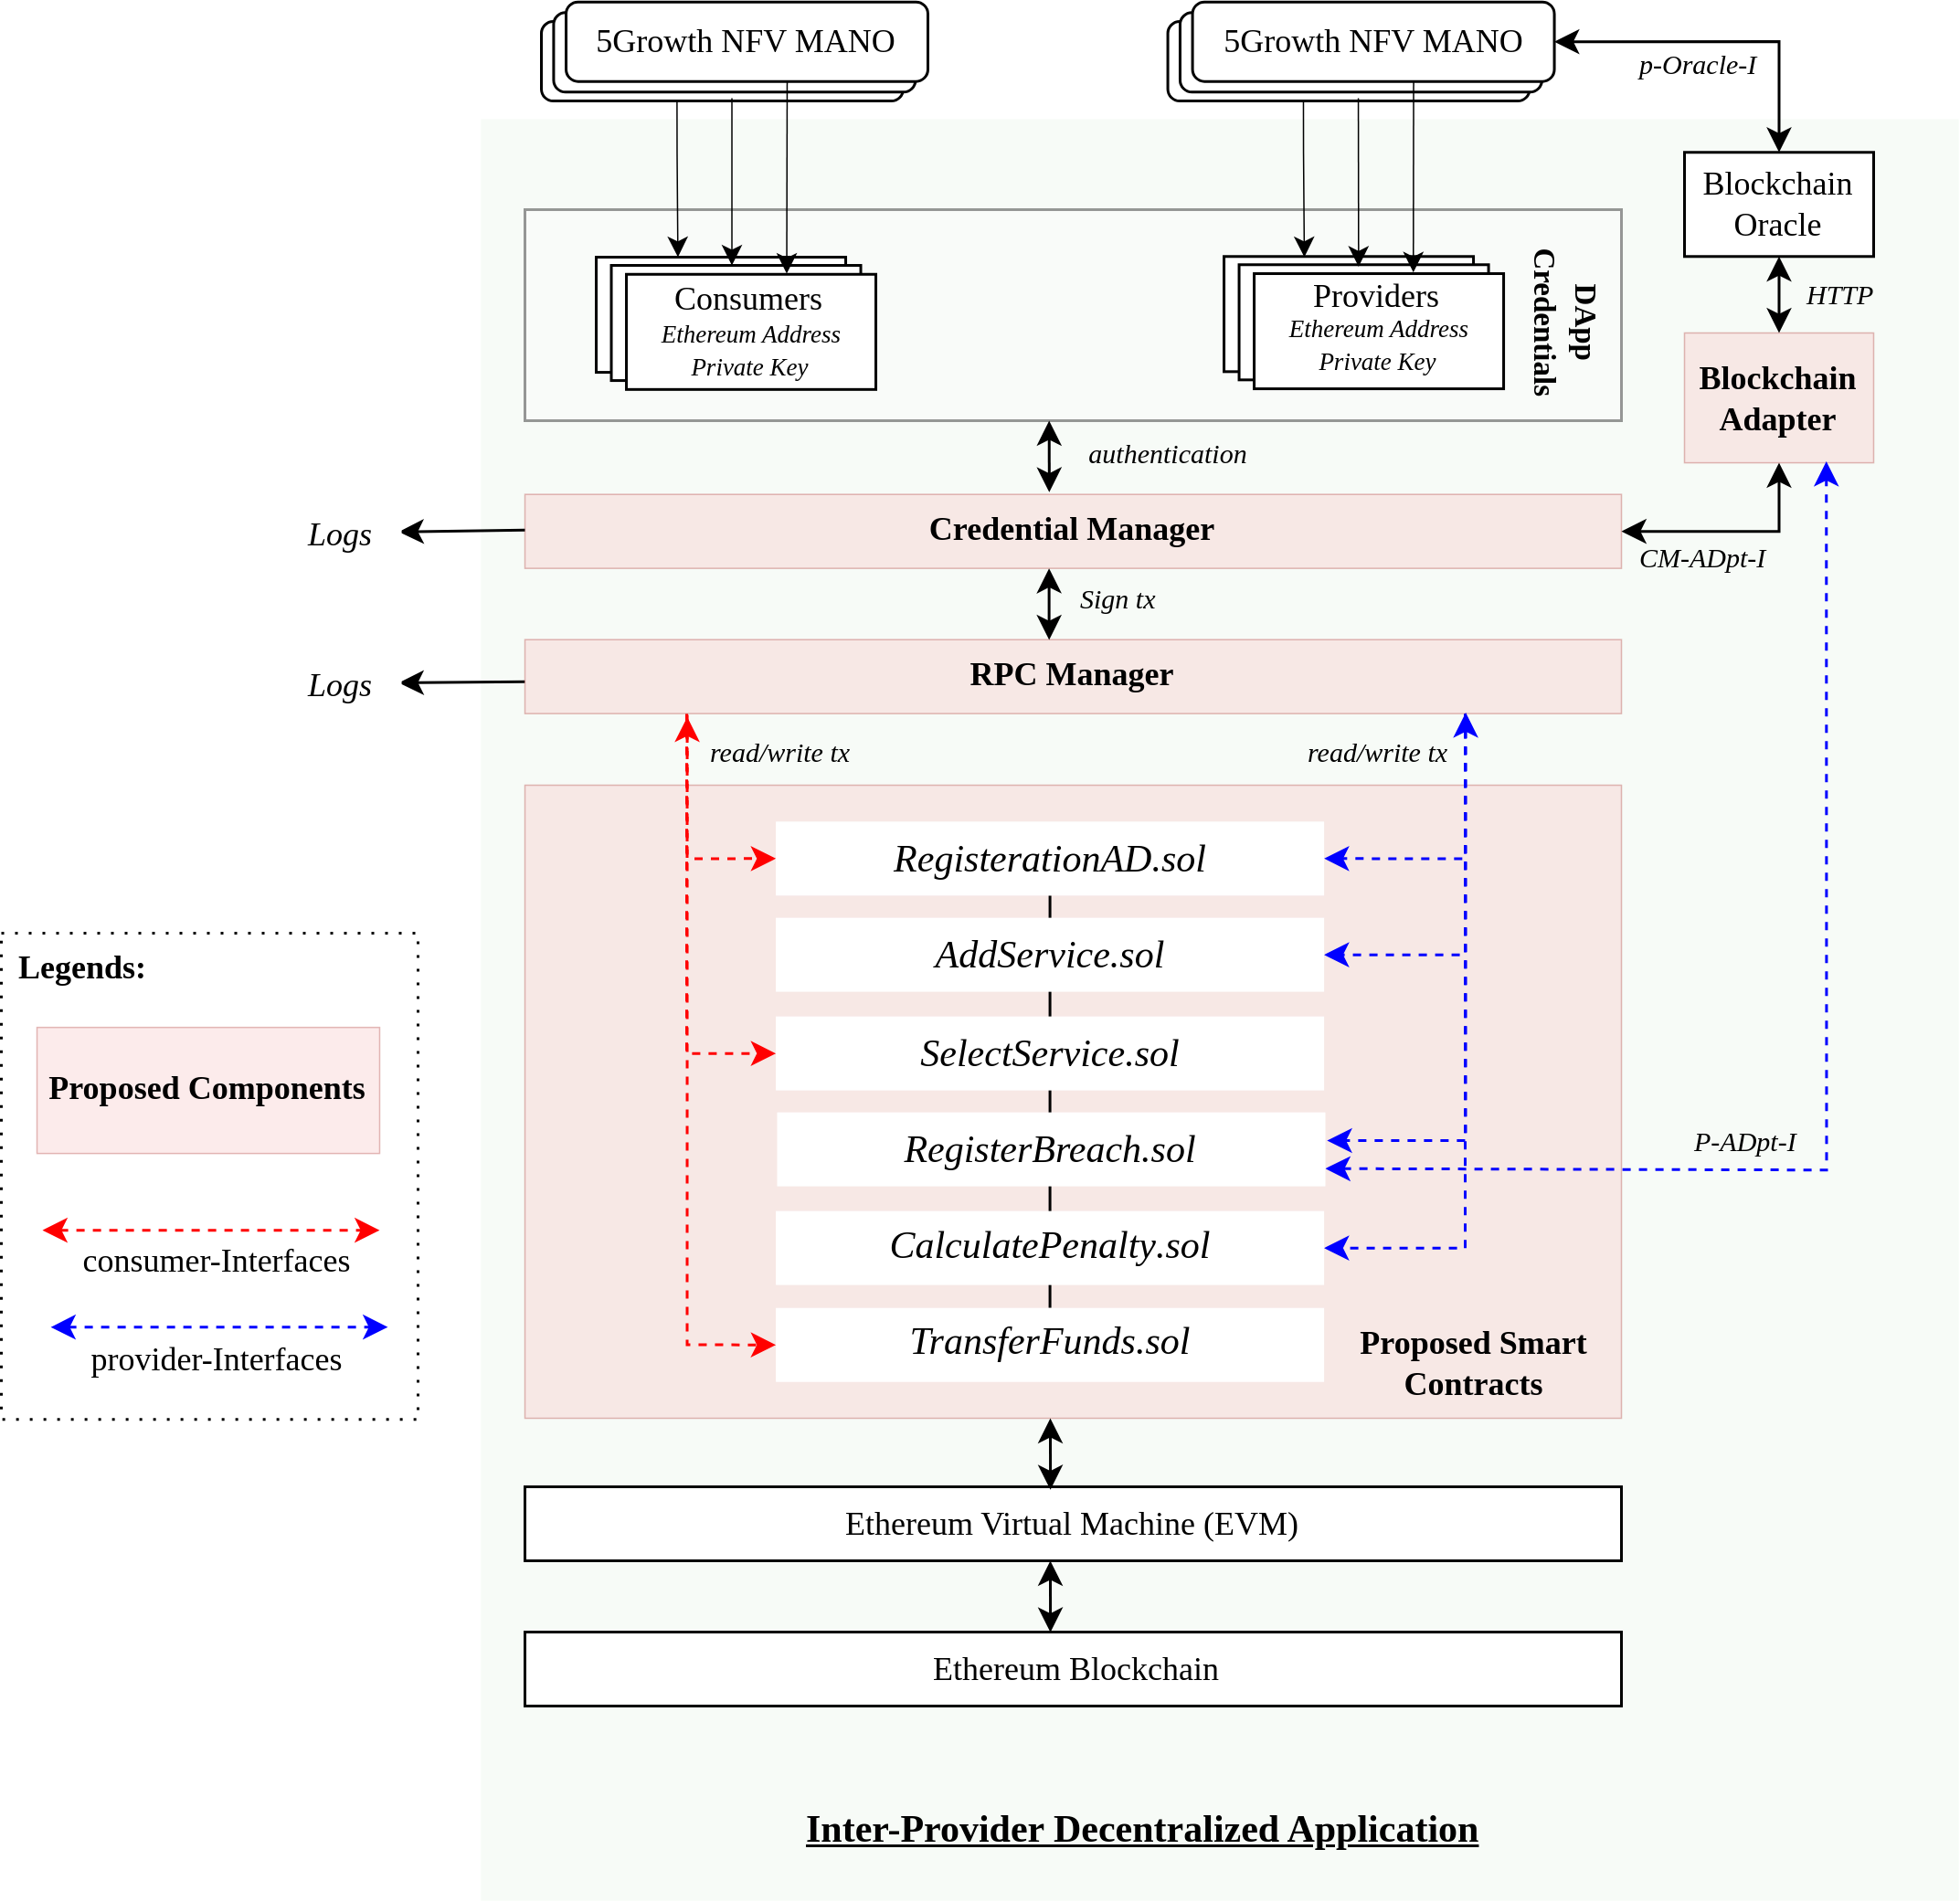 5Growth NFV MANO
5Growth NFV MANO
p-Oracle-I
Blockchain
Oracle
HTTP
Consumers
Ethereum Address
Private Key
Providers
Ethereum Address
Private Key
DApp
Credentials
Blockchain
Adapter
authentication
Logs
Credential Manager
CM-ADpt-I
Sign tx
Logs
RPC Manager
read/write tx
read/write tx
RegisterationAD.sol
AddService.sol
SelectService.sol
RegisterBreach.sol
P-ADpt-I
CalculatePenalty.sol
TransferFunds.sol
Proposed Smart
Contracts
Legends:
Proposed Components
consumer-Interfaces
provider-Interfaces
Ethereum Virtual Machine (EVM)
Ethereum Blockchain
Inter-Provider Decentralized Application